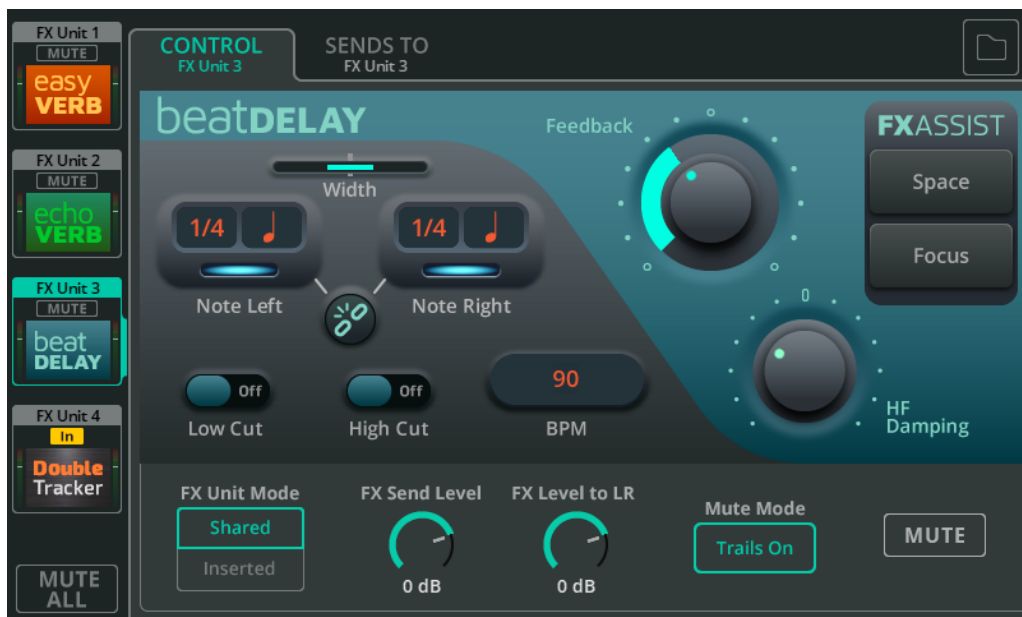 FX Unit 1
MUTE
easy
VERB
FX Unit 2
MUTE
echo
VERB
FX Unit 3
MUTE
beat
DELAY
FX Unit 4
In
Double
Tracker
MUTE
ALL
CONTROL
FX Unit 3
SENDS TO
FX Unit 3
beatDELAY
Width
1/4
Note Left
1/4
Note Right
Off
Low Cut
Off
High Cut
90
BPM
Feedback
0
HF
Damping
FXASSIST
Space
Focus
FX Unit Mode
Shared
Inserted
FX Send Level
0 dB
FX Level to LR
0 dB
Mute Mode
Trails On
MUTE